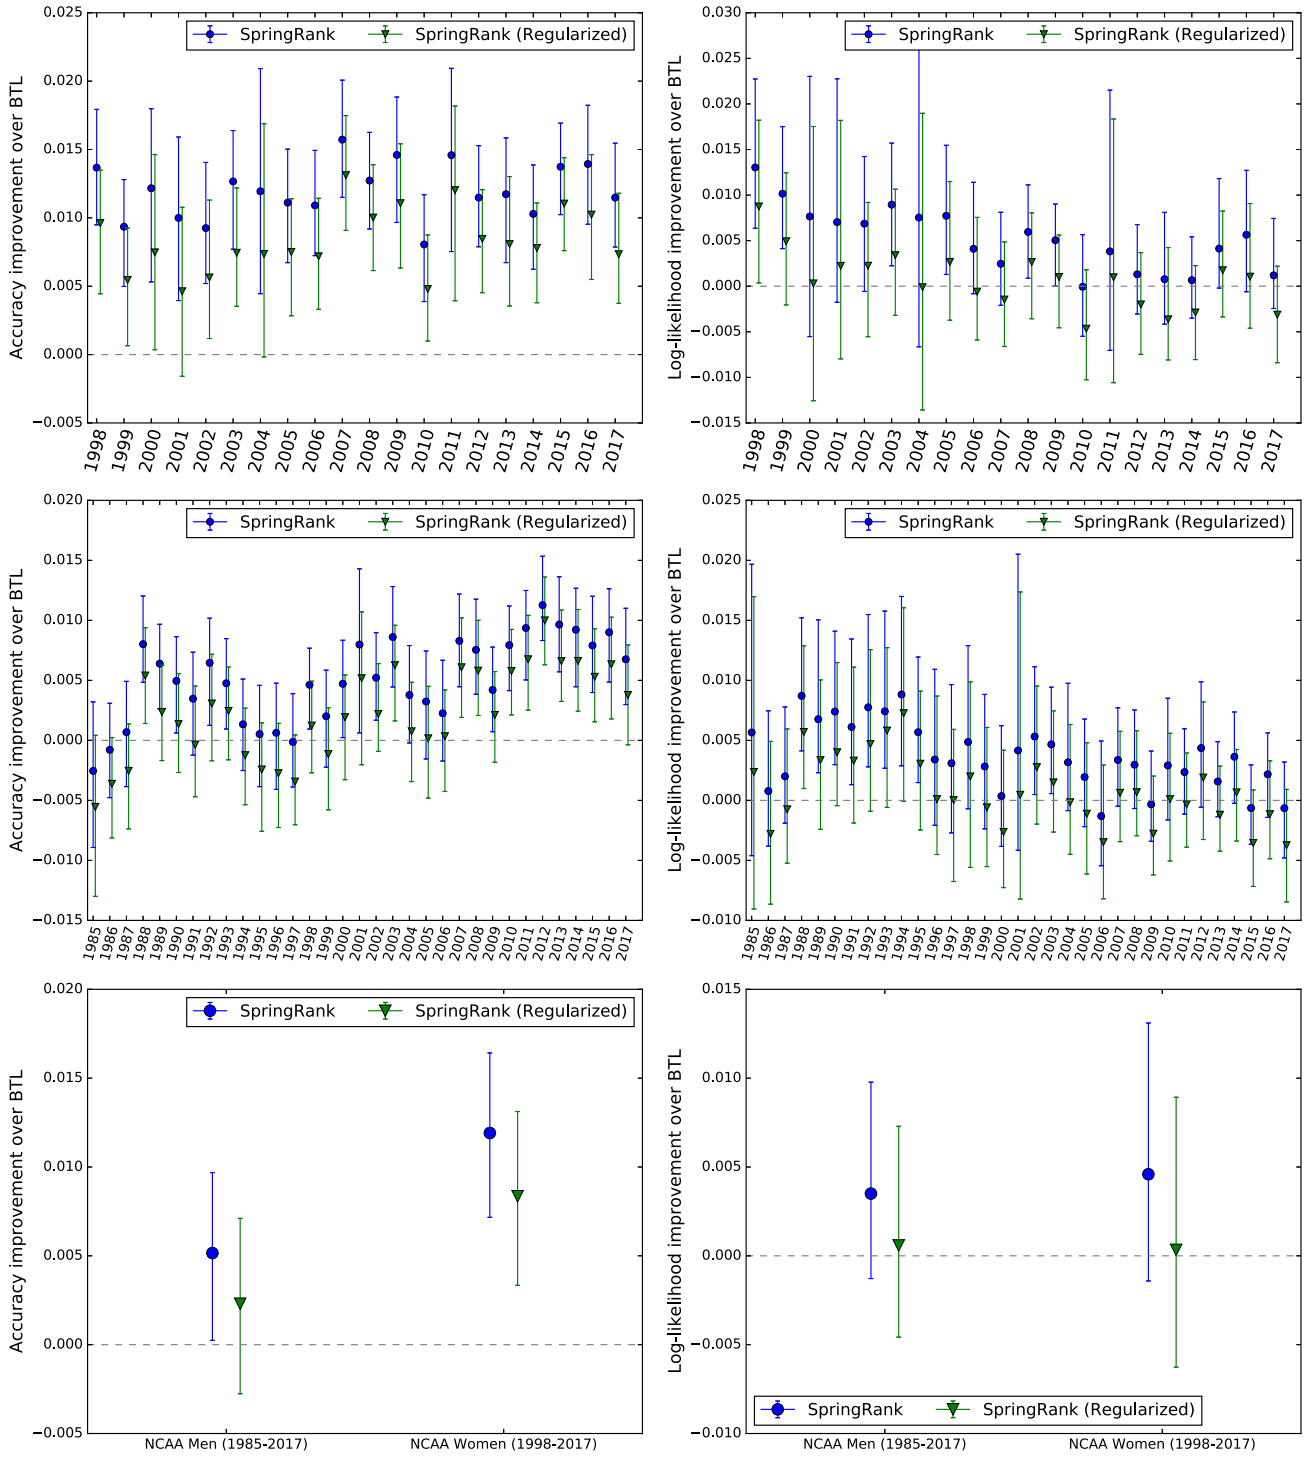 Accuracy improvement over BTL
0.025
0.020
0.015
0.010
0.005
0.000
−0.005
SpringRank SpringRank (Regularized)
1998 1999 2000 2001 2002 2003 2004 2005 2006 2007 2008 2009 2010 2011 2012 2013 2014 2015 2016 2017
Log-likelihood improvement over BTL
0.030
0.025
0.020
0.015
0.010
0.005
0.000
−0.005
−0.010
−0.015
SpringRank SpringRank (Regularized)
1998 1999 2000 2001 2002 2003 2004 2005 2006 2007 2008 2009 2010 2011 2012 2013 2014 2015 2016 2017
Accuracy improvement over BTL
0.020
0.015
0.010
0.005
0.000
−0.005
−0.010
−0.015
SpringRank SpringRank (Regularized)
1985 1986 1987 1988 1989 1990 1991 1992 1993 1994 1995 1996 1997 1998 1999 2000 2001 2002 2003 2004 2005 2006 2007 2008 2009 2010 2011 2012 2013 2014 2015 2016 2017
Log-likelihood improvement over BTL
0.025
0.020
0.015
0.010
0.005
0.000
−0.005
−0.010
SpringRank SpringRank (Regularized)
1985 1986 1987 1988 1989 1990 1991 1992 1993 1994 1995 1996 1997 1998 1999 2000 2001 2002 2003 2004 2005 2006 2007 2008 2009 2010 2011 2012 2013 2014 2015 2016 2017
Accuracy improvement over BTL
0.020
0.015
0.010
0.005
0.000
−0.005
SpringRank SpringRank (Regularized)
NCAA Men (1985-2017) NCAA Women (1998-2017)
Log-likelihood improvement over BTL
0.015
0.010
0.005
0.000
−0.005
−0.010
SpringRank SpringRank (Regularized)
NCAA Men (1985-2017) NCAA Women (1998-2017)